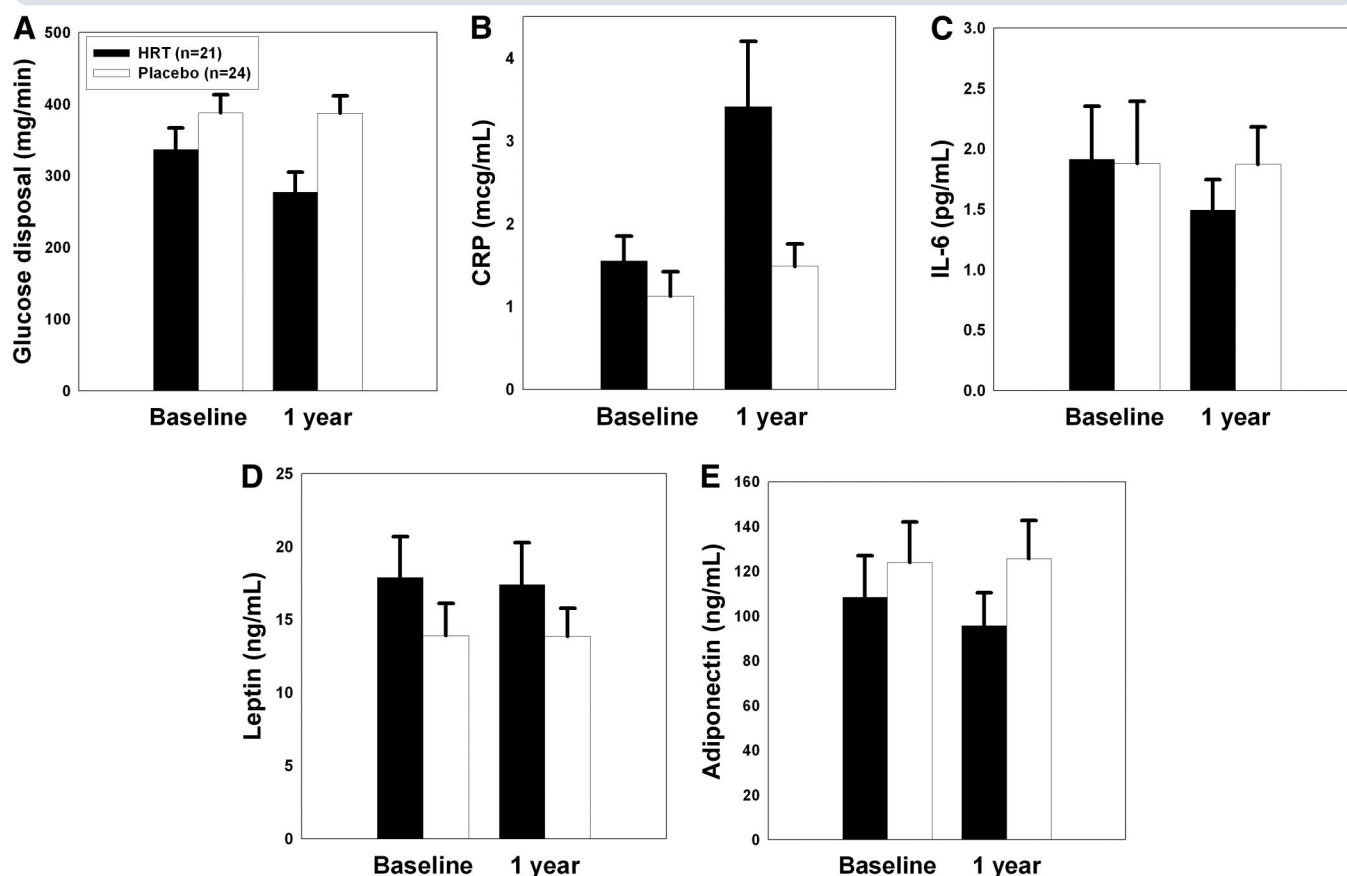 A
Glucose disposal (mg/min)
500
400
300
200
100
0
HRT (n=21)
Placebo (n=24)
Baseline 1 year
B
CRP (mcg/mL)
4
3
2
1
0
Baseline 1 year
C
IL-6 (pg/mL)
3.0
2.5
2.0
1.5
1.0
0.5
0.0
Baseline 1 year
D
Leptin (ng/mL)
25
20
15
10
5
0
Baseline 1 year
E
Adiponectin (ng/mL)
160
140
120
100
80
60
40
20
0
Baseline 1 year